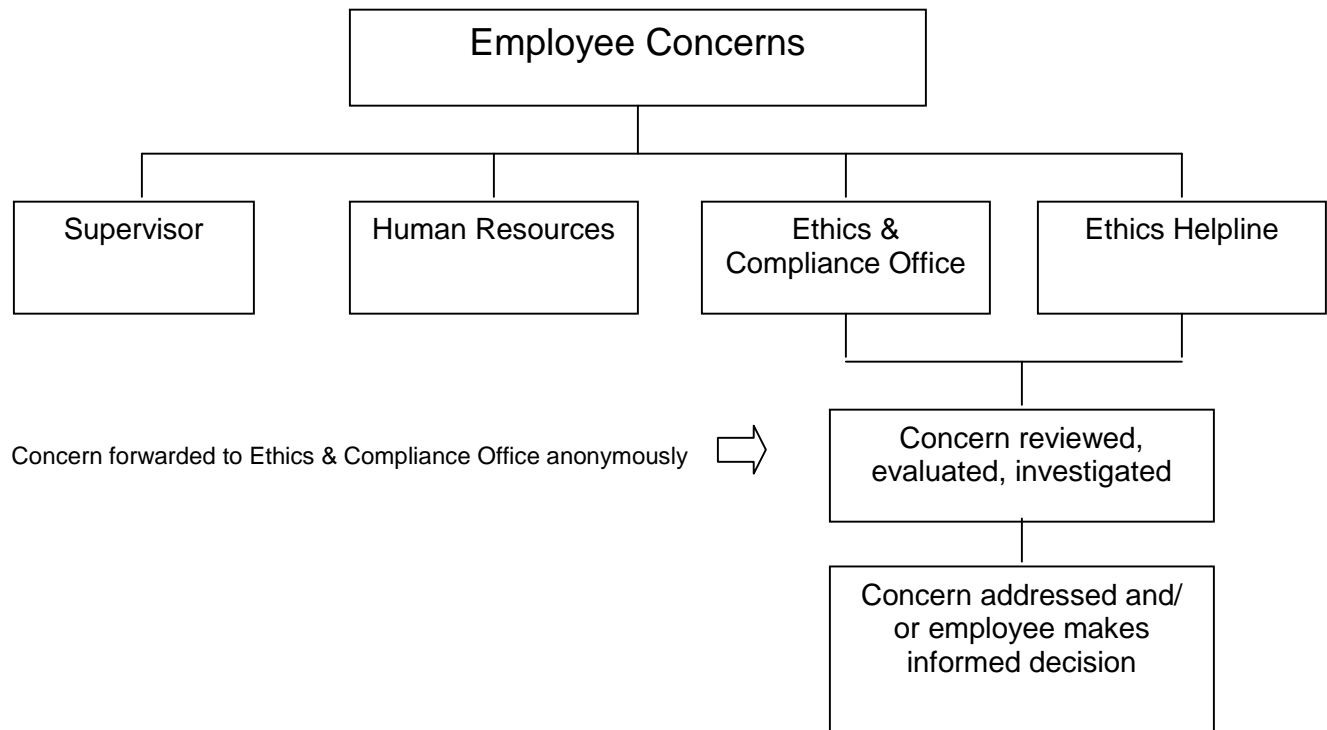 Employee Concerns
Supervisor
Human Resources
Ethics &
Compliance Office
Ethics Helpline
Concern forwarded to Ethics & Compliance Office anonymously
Concern reviewed,
evaluated, investigated
Concern addressed and/
or employee makes
informed decision